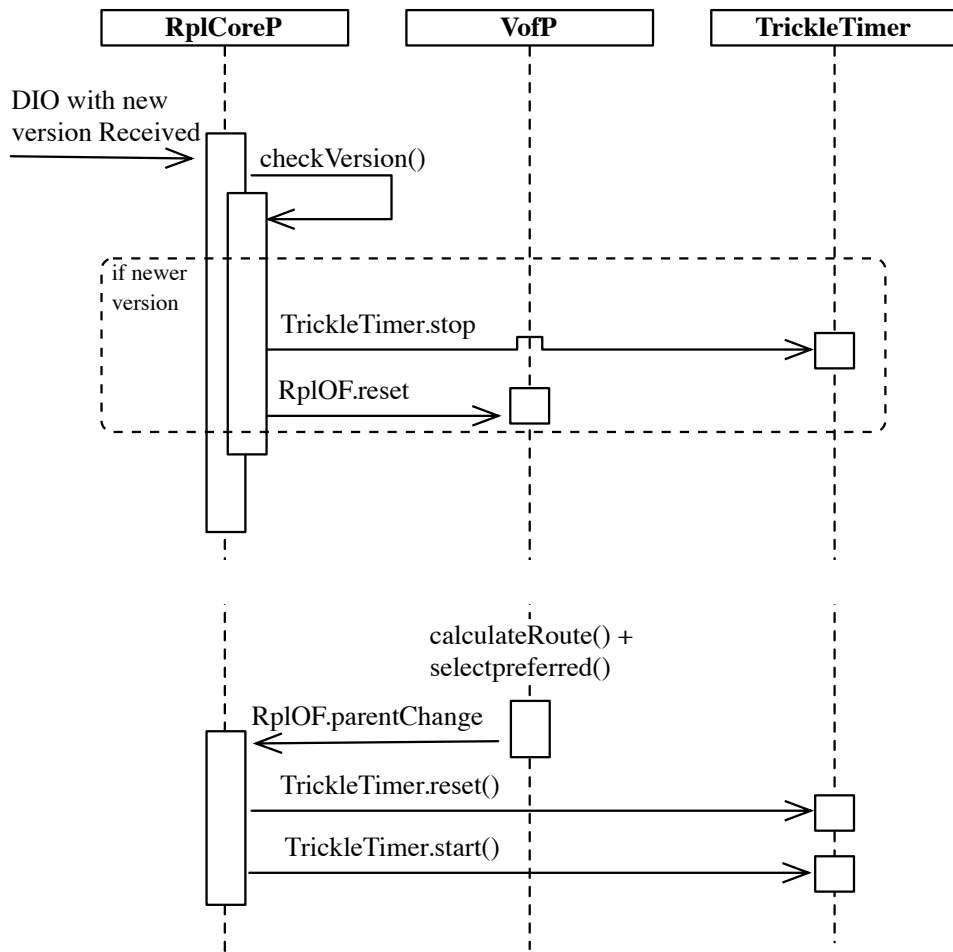 RplCoreP
VofP
TrickleTimer
DIO with new
version Received
checkVersion()
if newer
version
TrickleTimer.stop
RplOF.reset
calculateRoute() +
selectpreferred()
RplOF.parentChange
TrickleTimer.reset()
TrickleTimer.start()